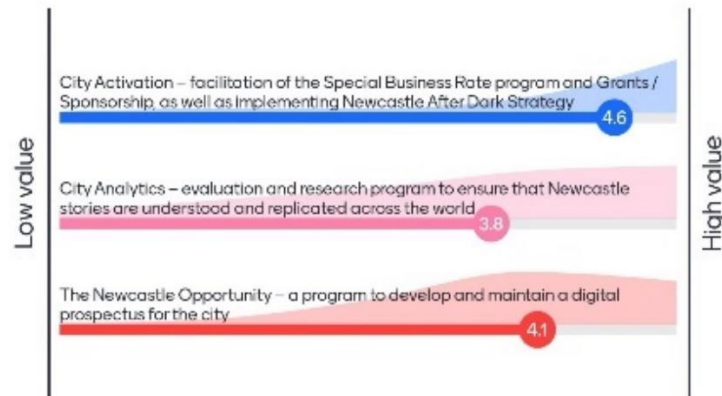 City Activation – facilitation of the Special Business Rate program and Grants /
Sponsorship, as well as implementing Newcastle After Dark Strategy
4.6
Low value
City Analytics – evaluation and research program to ensure that Newcastle
stories are understood and replicated across the world
3.8
High value
The Newcastle Opportunity – a program to develop and maintain a digital
prospectus for the city
4.1